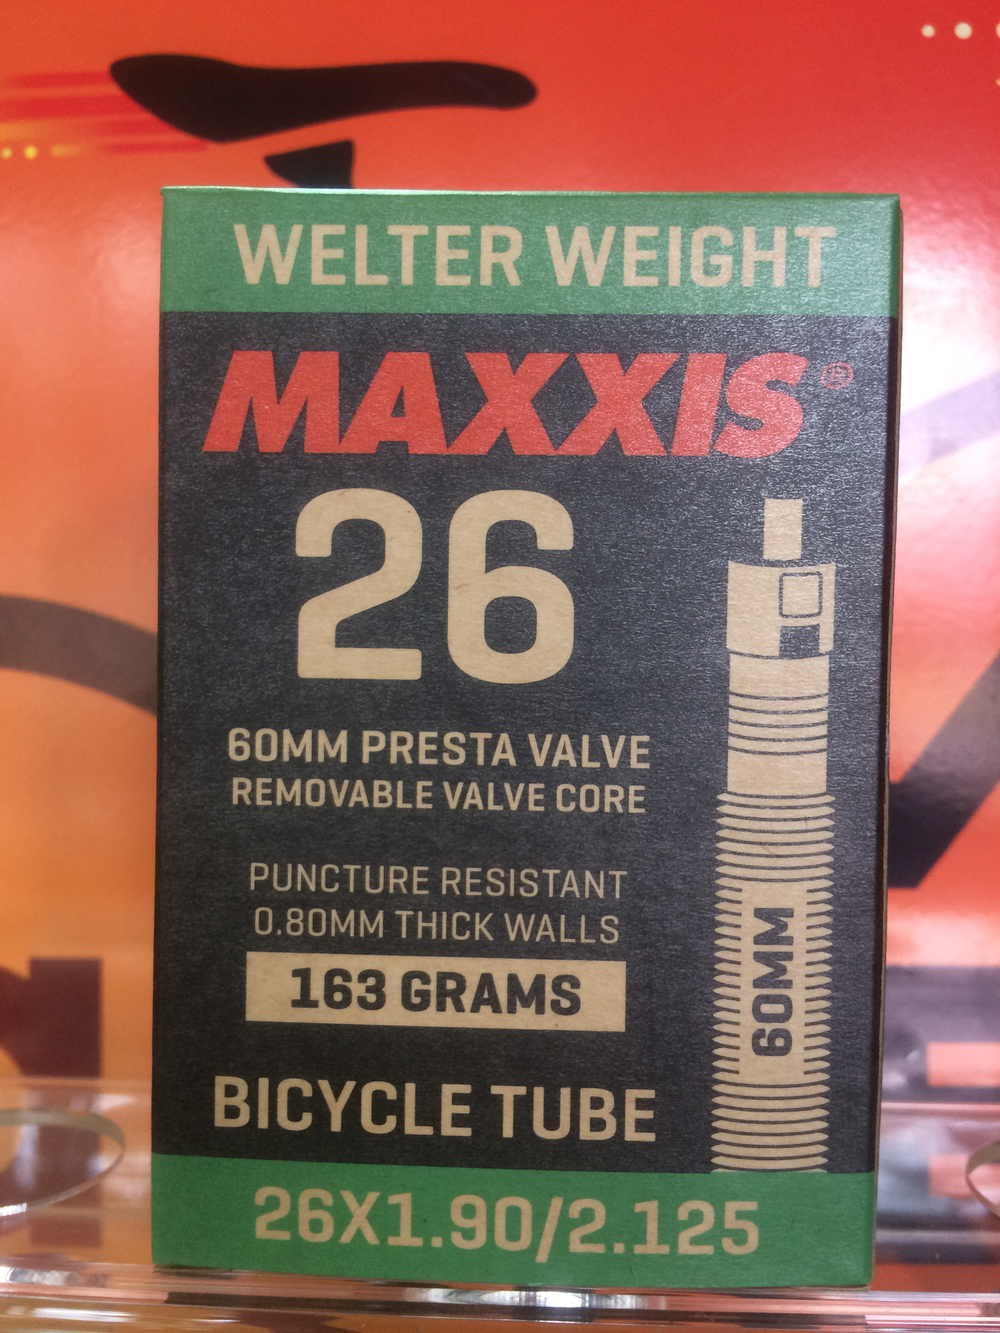 WELTER WEIGHT
MAXXIS®
26
60MM PRESTA VALVE
REMOVABLE VALVE CORE
PUNCTURE RESISTANT
0.80MM THICK WALLS
163 GRAMS
60MM
BICYCLE TUBE
26X1.90/2.125